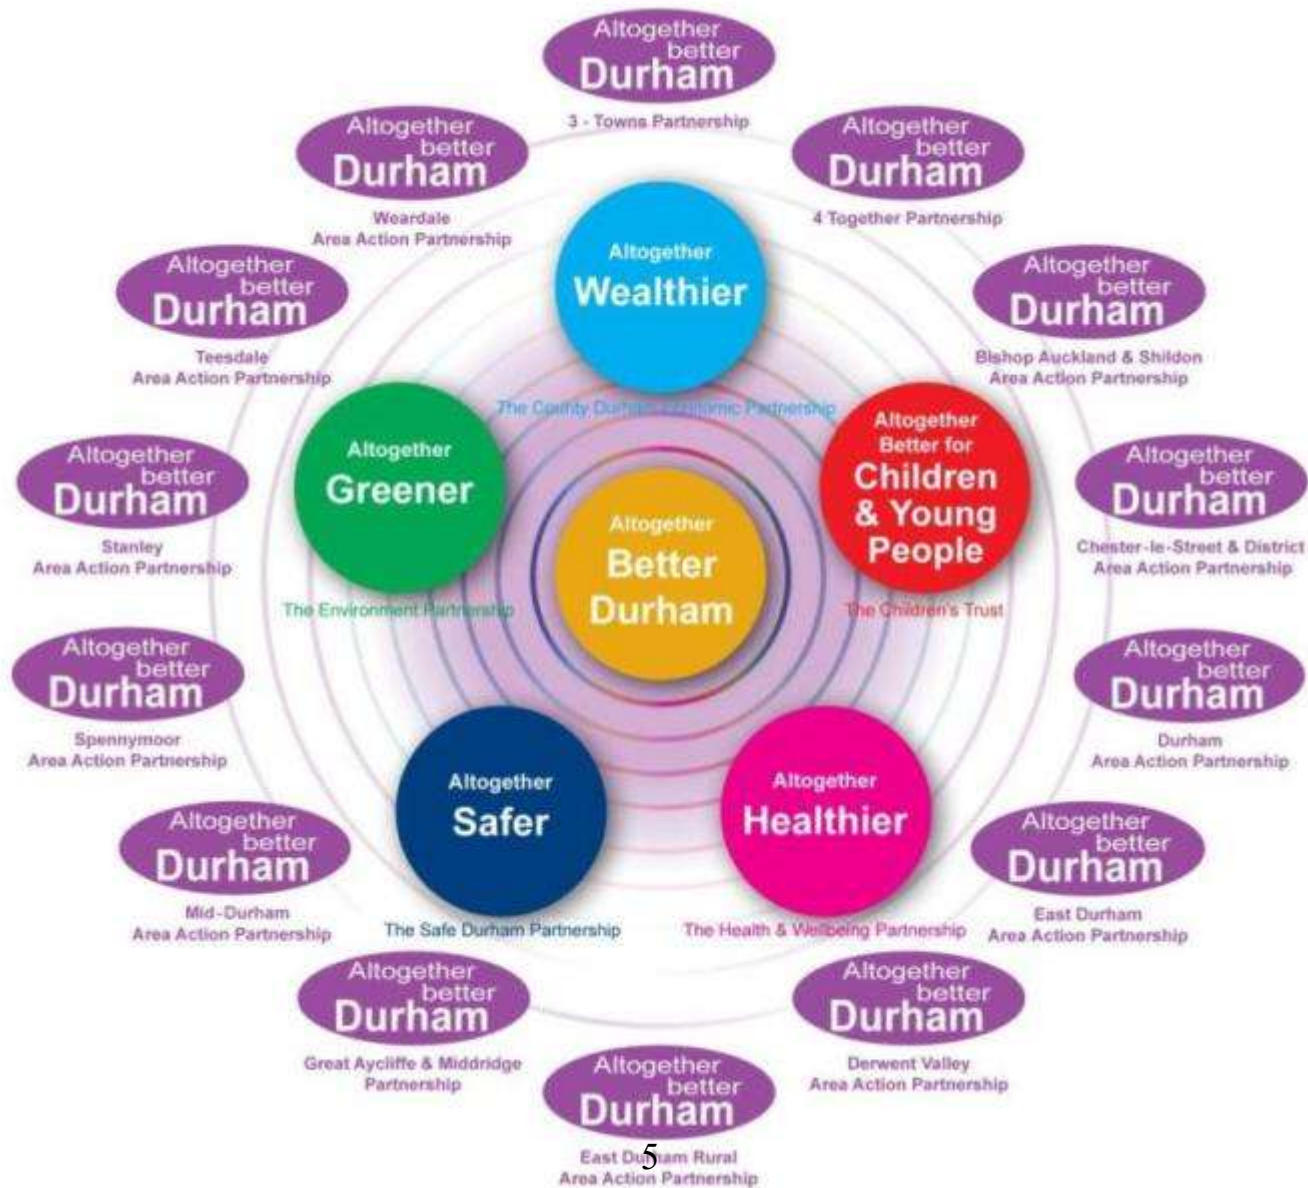 Altogether
better
Durham
3 - Towns Partnership
Altogether
better
Durham
Weardale
Area Action Partnership
Altogether
better
Durham
4 Together Partnership
Altogether
Wealthier
The County Durham Economic Partnership
Altogether
better
Durham
Teesdale
Area Action Partnership
Altogether
better
Durham
Bishop Auckland & Shildon
Area Action Partnership
Altogether
Greener
The Environment Partnership
Altogether
Better for
Children
& Young
People
The Children's Trust
Altogether
better
Durham
Stanley
Area Action Partnership
Altogether
Better
Durham
Altogether
better
Durham
Chester-le-Street & District
Area Action Partnership
Altogether
better
Durham
Spennymoor
Area Action Partnership
Altogether
better
Durham
Durham
Area Action Partnership
Altogether
Safer
The Safe Durham Partnership
Altogether
Healthier
The Health & Wellbeing Partnership
Altogether
better
Durham
Mid-Durham
Area Action Partnership
Altogether
better
Durham
East Durham
Area Action Partnership
Altogether
better
Durham
Great Aycliffe & Middridge
Partnership
Altogether
better
Durham
Derwent Valley
Area Action Partnership
Altogether
better
Durham
East Durham Rural
Area Action Partnership
5